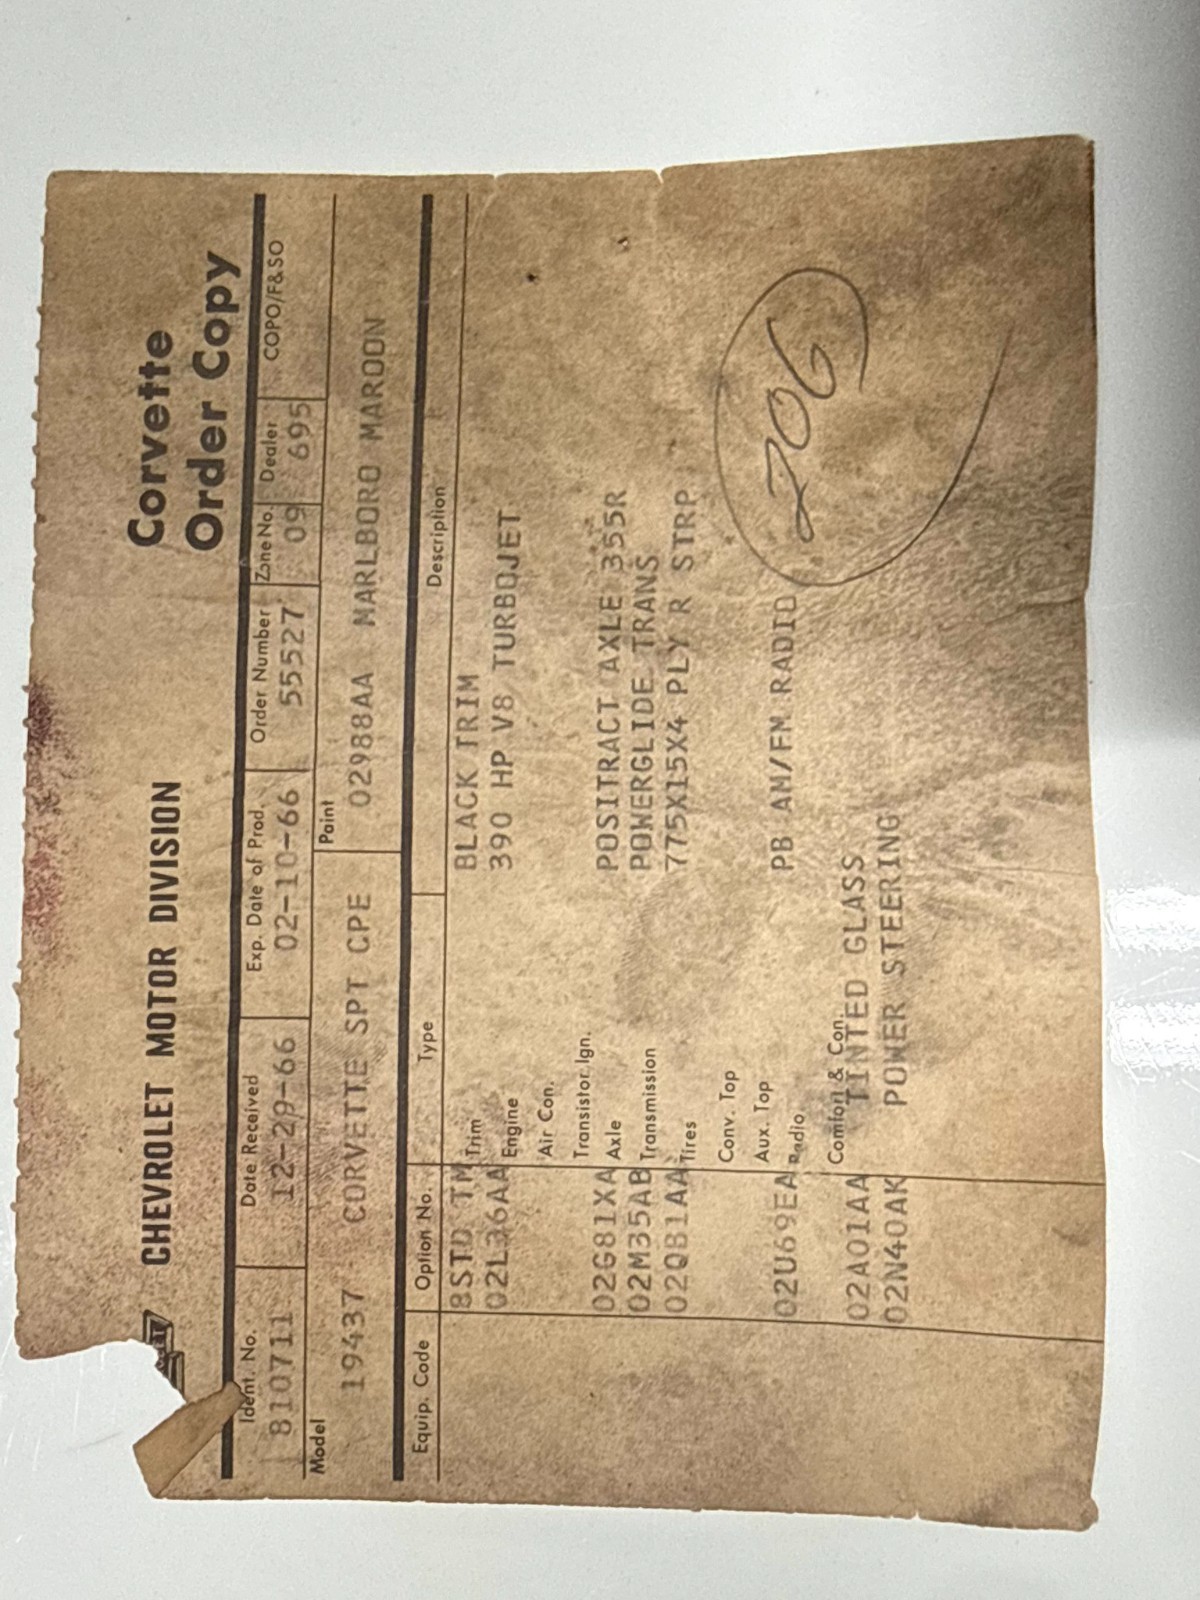 CHEVROLET MOTOR DIVISION
Corvette
Order Copy
Ident. No. Date Received Exp. Date of Prod. Order Number Zone No. Dealer COPO/F&SO
810711 12-29-66 02-10-66 55527 09 695
Model Paint
19437 CORVETTE SPT CPE 02988AA MARLBORO MAROON
Equip. Code Option No. Type Description
8STD TM Trim BLACK TRIM
02L36AA Engine 390 HP V8 TURBOJET
Air Con.
Transistor Ign.
02G81XA Axle POSITRACT AXLE 355R
02M35AB Transmission POWERGLIDE TRANS
02QB1AA Tires 775X15X4 PLY R STRP
Conv. Top
Aux. Top
02U69EA Radio PB AM/FM RADIO
206
Comfort & Con.
02A01AA TINTED GLASS
02N40AK POWER STEERING